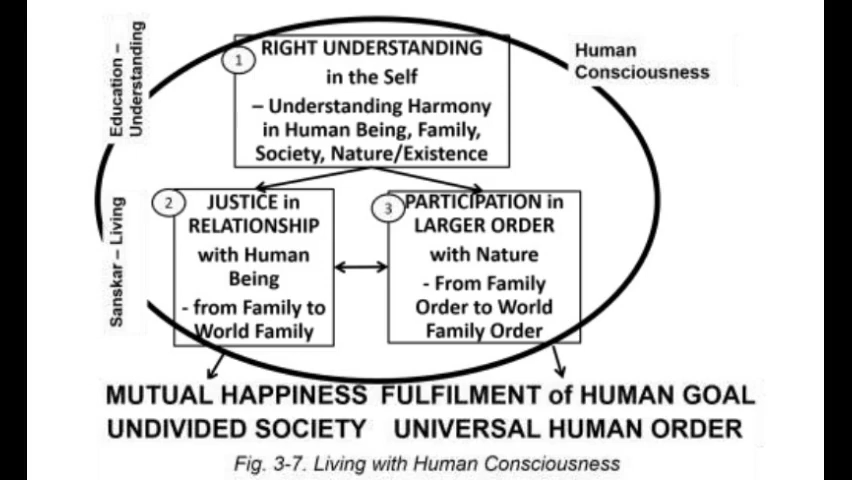 Education –
Understanding
Human
Consciousness
1
RIGHT UNDERSTANDING
in the Self
– Understanding Harmony
in Human Being, Family,
Society, Nature/Existence
Sanskar – Living
2
JUSTICE in
RELATIONSHIP
with Human
Being
- from Family to
World Family
3
PARTICIPATION in
LARGER ORDER
with Nature
- From Family
Order to World
Family Order
MUTUAL HAPPINESS FULFILMENT of HUMAN GOAL
UNDIVIDED SOCIETY UNIVERSAL HUMAN ORDER
Fig. 3-7. Living with Human Consciousness